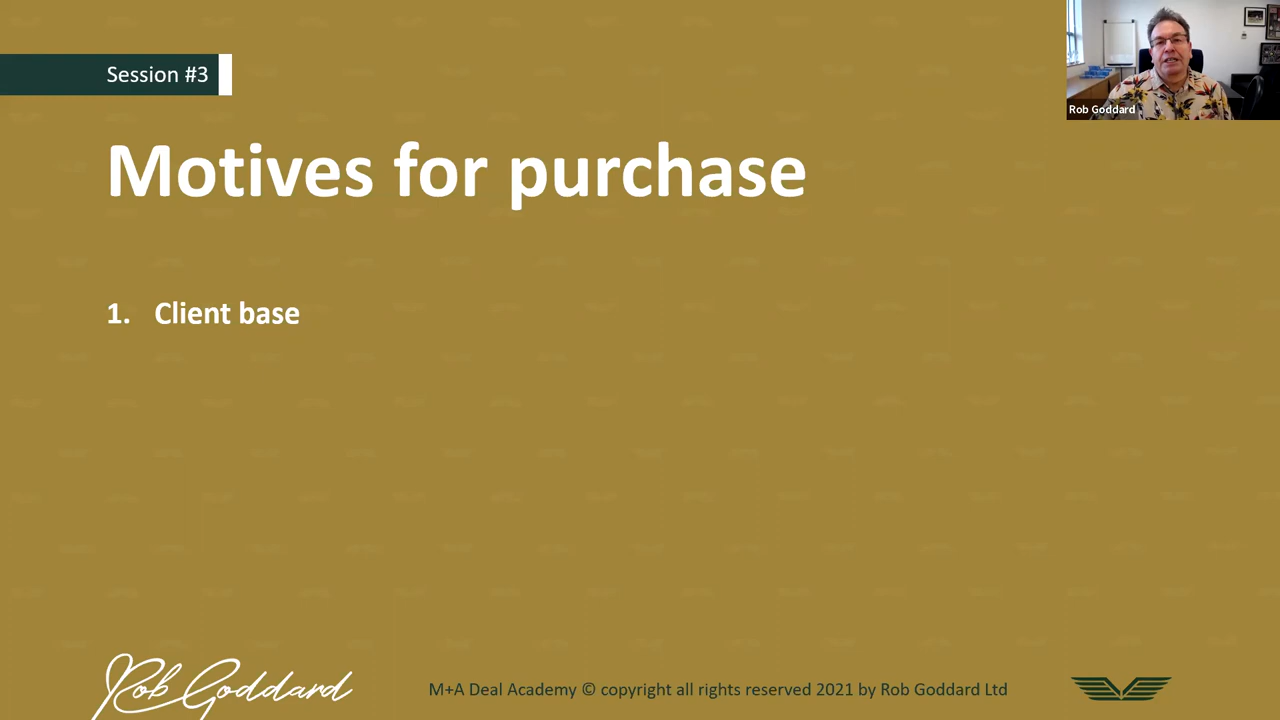 Session #3
Rob Goddard
Motives for purchase
1. Client base
Rob Goddard
M+A Deal Academy © copyright all rights reserved 2021 by Rob Goddard Ltd